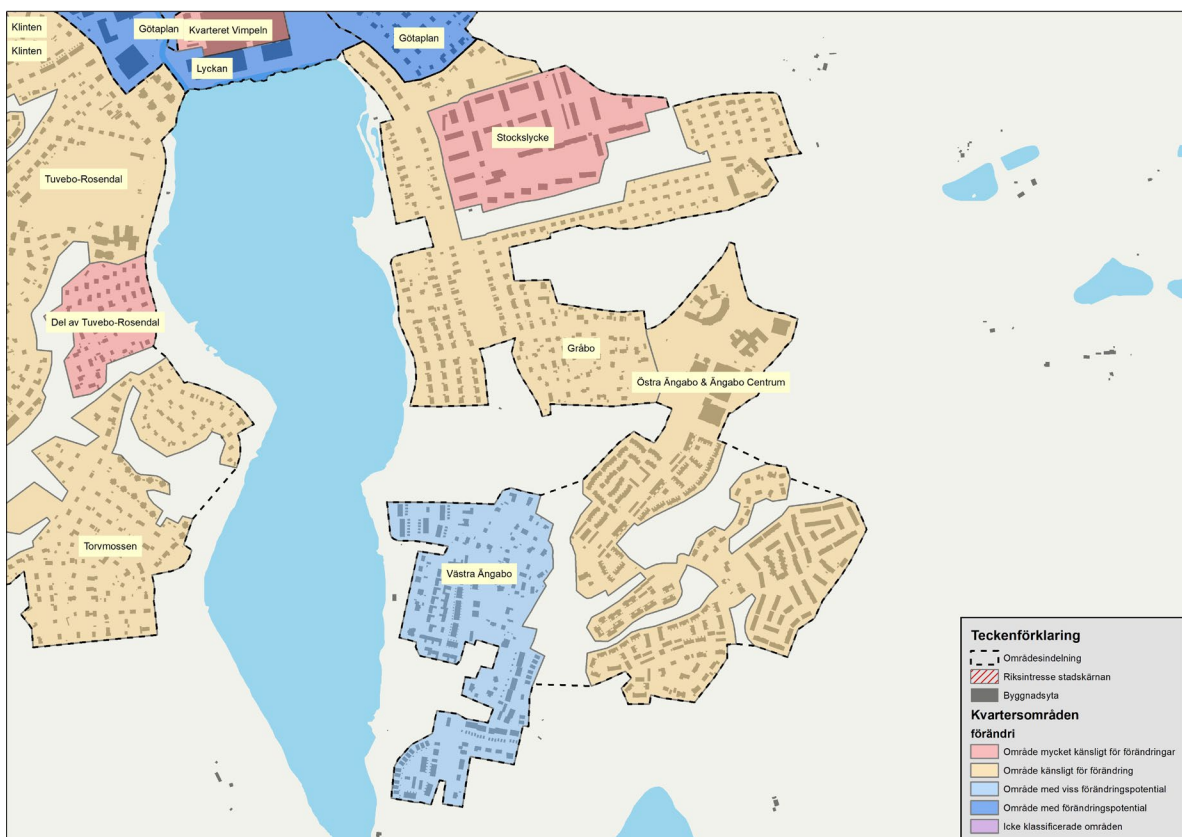 Klinten
Götaplan
Kvarteret Vimpeln
Götaplan
Klinten
Lyckan
Stockslycke
Tuvebo-Rosendal
Del av Tuvebo-Rosendal
Gråbo
Östra Ängabo & Ängabo Centrum
Torvmossen
Västra Ängabo
Teckenförklaring
Områdesindelning
Riksintresse stadskärnan
Byggnadsyta
Kvartersområden
förändri
Område mycket känsligt för förändringar
Område känsligt för förändring
Område med viss förändringspotential
Område med förändringspotential
Icke klassificerade områden